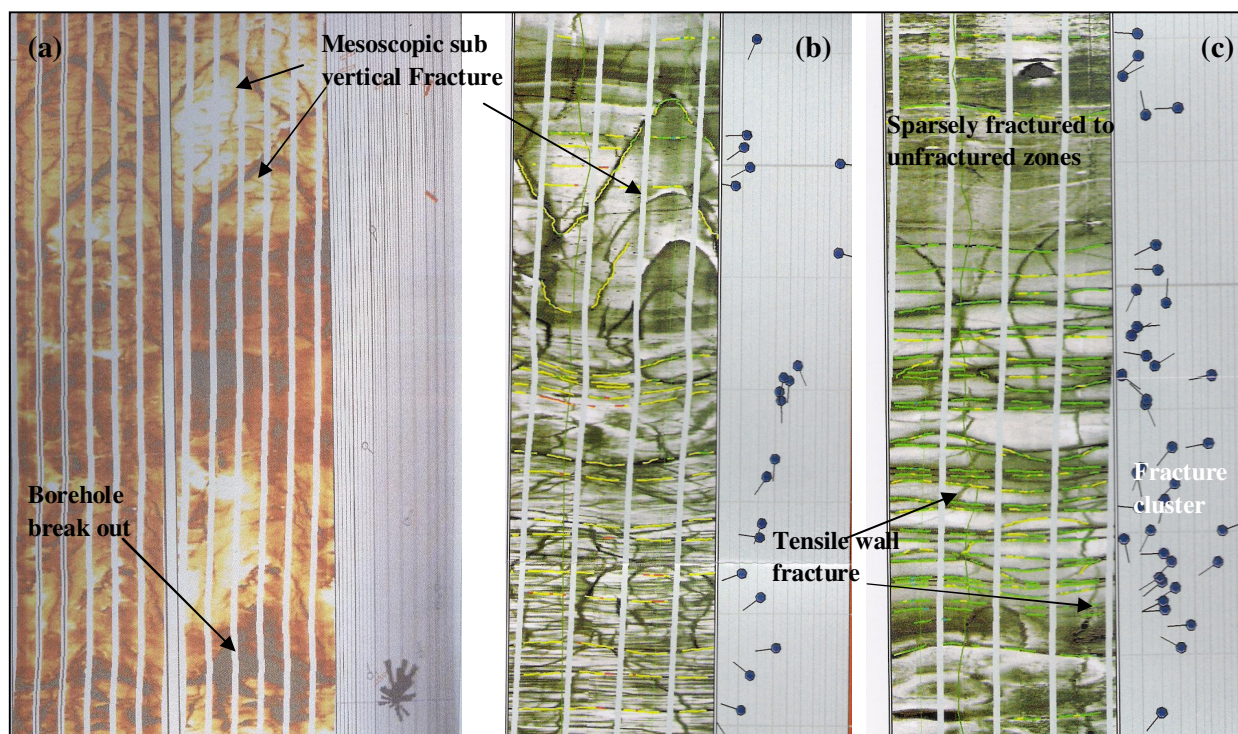 (a)
Mesoscopic sub
vertical Fracture
(b)
(c)
Sparsely fractured to
unfractured zones
Borehole
break out
Tensile wall
fracture
Fracture
cluster